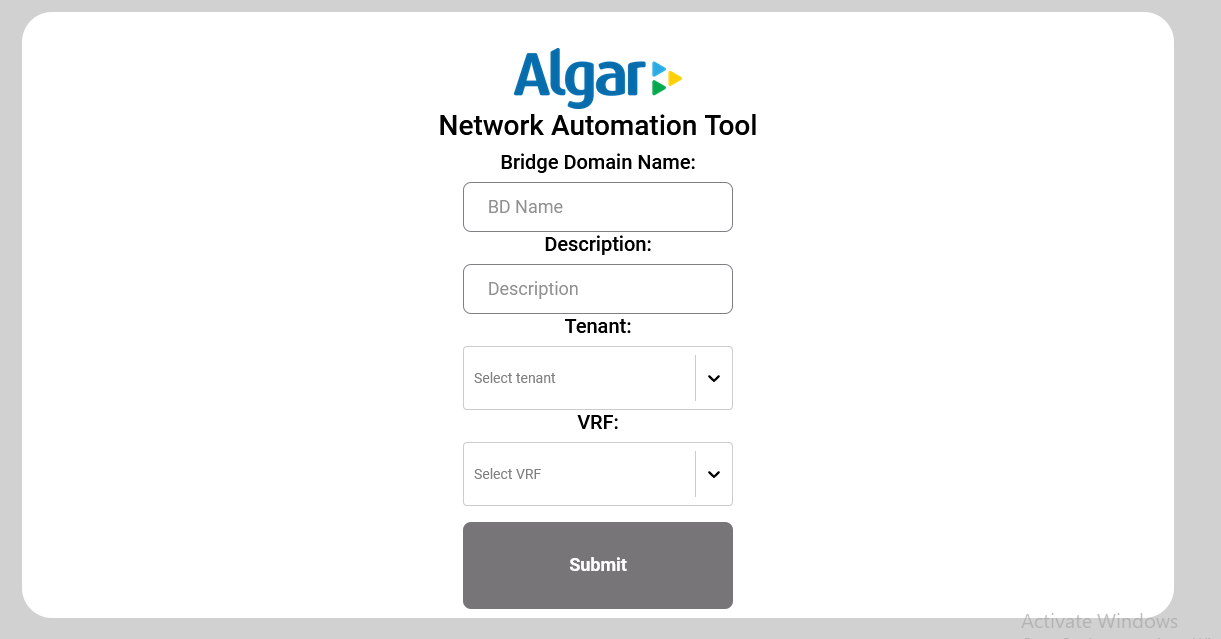 Algar
Network Automation Tool
Bridge Domain Name:
BD Name
Description:
Description
Tenant:
Select tenant
VRF:
Select VRF
Submit
Activate Windows